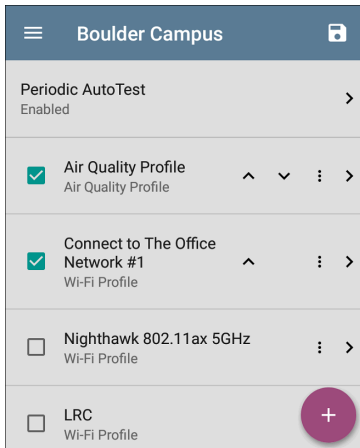 Boulder Campus
Periodic AutoTest
Enabled
Air Quality Profile
Air Quality Profile
Connect to The Office
Network #1
Wi-Fi Profile
Nighthawk 802.11ax 5GHz
Wi-Fi Profile
LRC
Wi-Fi Profile